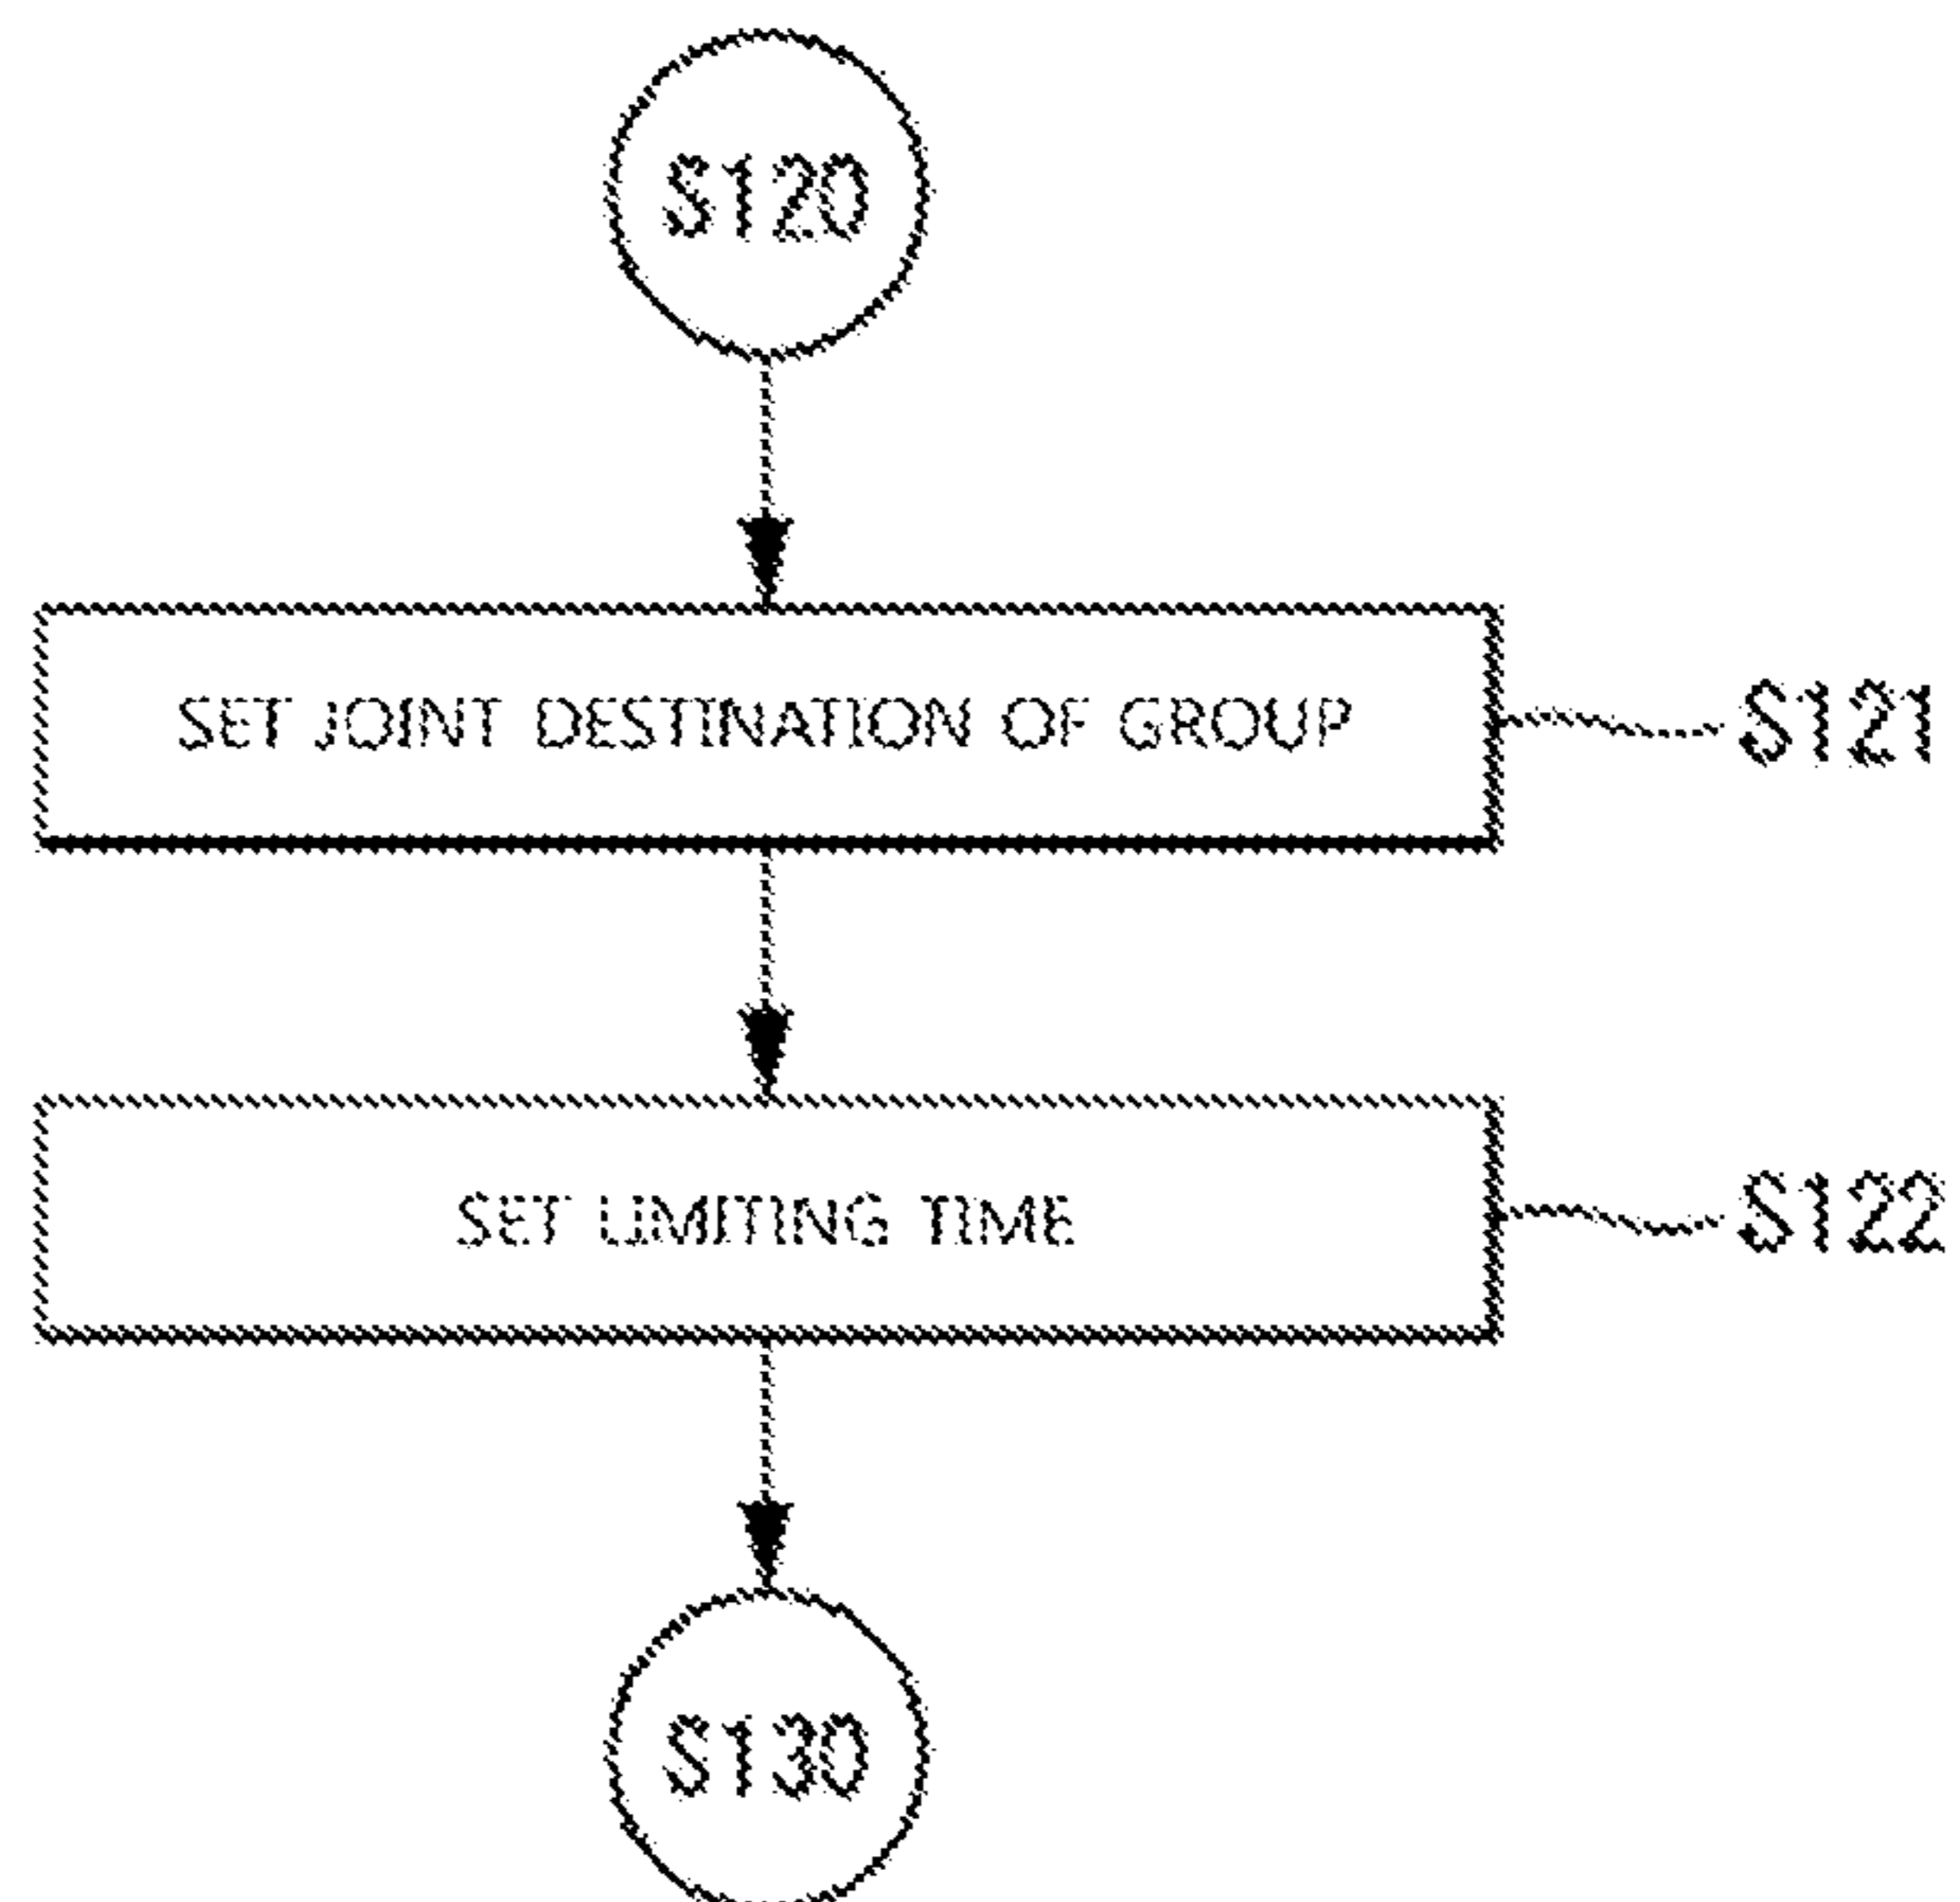 S120
SET JOINT DESTINATION OF GROUP
S121
SET LIMITING TIME
S122
S130